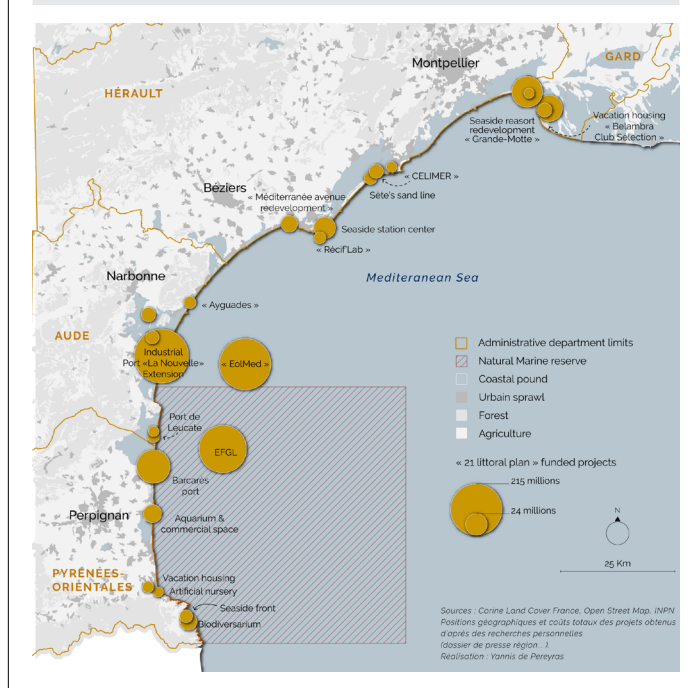 Montpellier
GARD
HÉRAULT
Seaside reasort
redevelopment
« Grande-Motte »
Vacation housing
« Belambra
Club Sélection »
« CELIMER »
Sète's sand line
Béziers
« Méditerranée avenue
redevelopment »
Seaside station center
« Récif'Lab »
Mediteranean Sea
Narbonne
« Ayguades »
AUDE
Industrial
Port «La Nouvelle»
Extension
« EolMed »
Administrative department limits
Natural Marine reserve
Coastal pound
Urbain sprawl
Forest
Agriculture
Port de
Leucate
EFGL
Barcarès
port
« 21 littoral plan » funded projects
215 millions
24 millions
Perpignan
Aquarium &
commercial space
N
25 Km
PYRÉNÉES-
ORIENTALES
Vacation housing
Artificial nursery
Seaside front
Biodiversarium
Sources : Corine Land Cover France, Open Street Map, INPN
Positions géographiques et coûts totaux des projets obtenus
d'après des recherches personnelles
(dossier de presse région... ).
Réalisation : Yannis de Pereyras